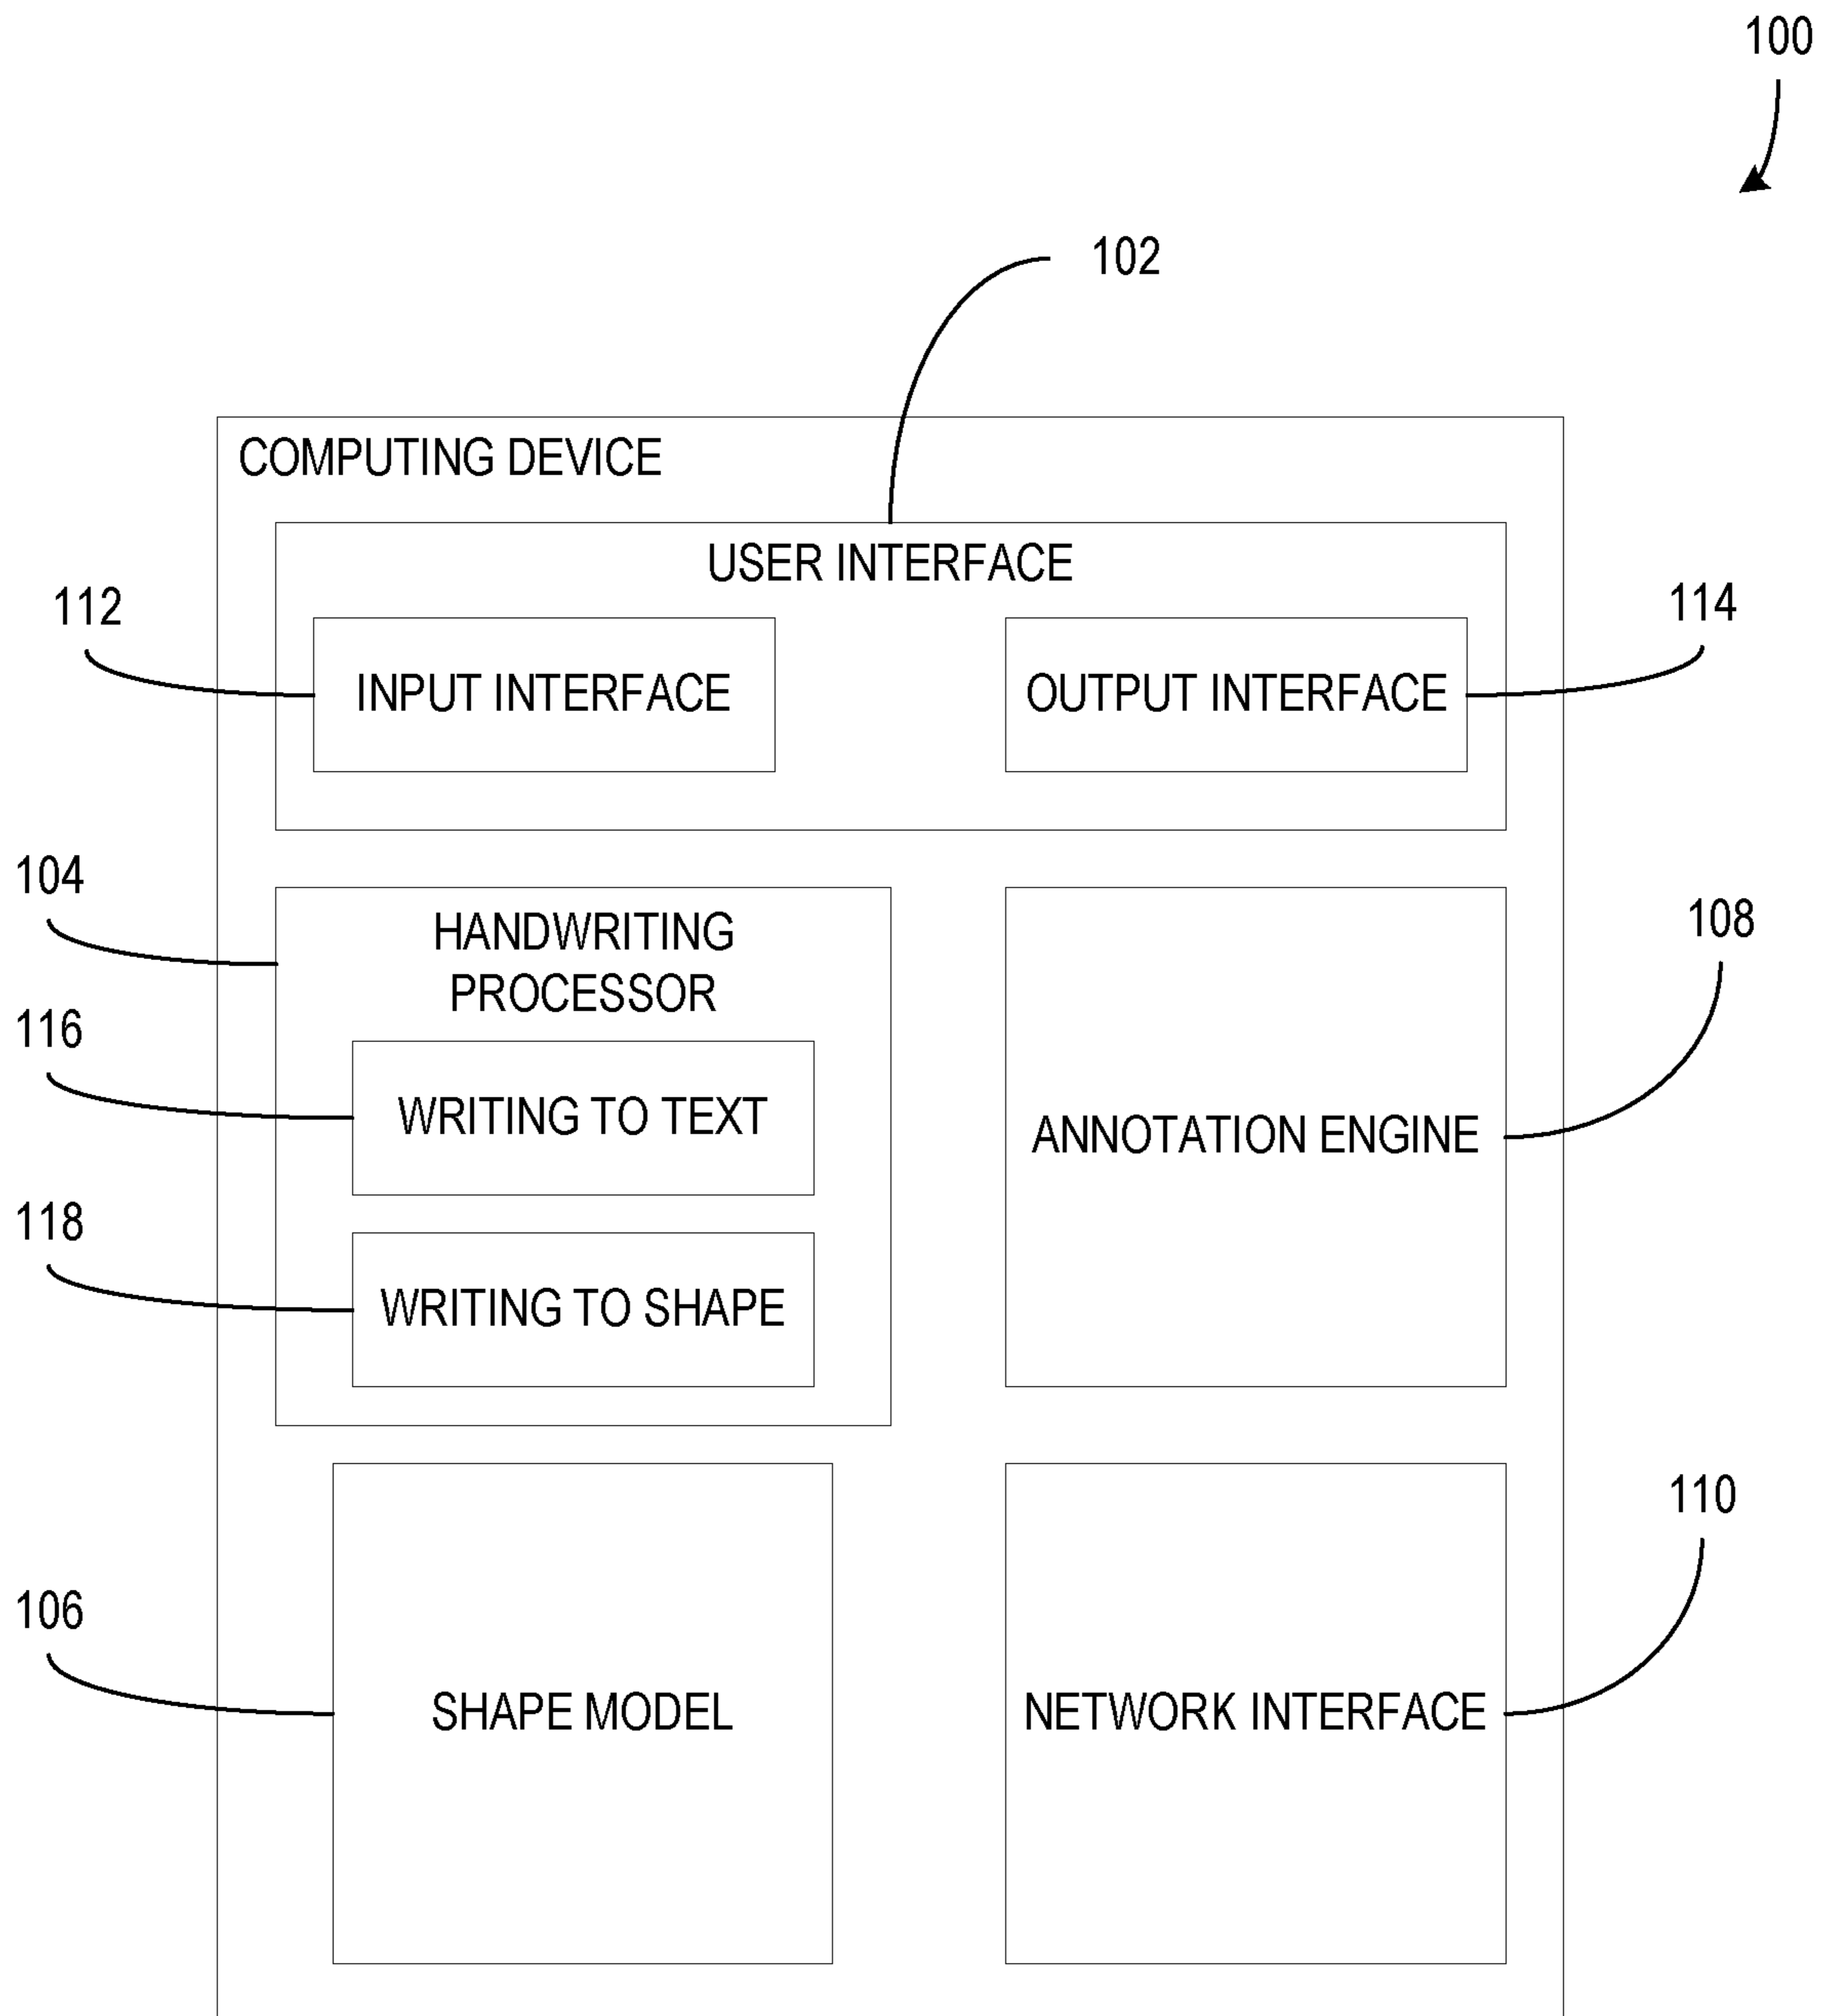 100
102
COMPUTING DEVICE
USER INTERFACE
112
114
INPUT INTERFACE
OUTPUT INTERFACE
104
HANDWRITING
PROCESSOR
108
116
WRITING TO TEXT
ANNOTATION ENGINE
118
WRITING TO SHAPE
110
106
SHAPE MODEL
NETWORK INTERFACE